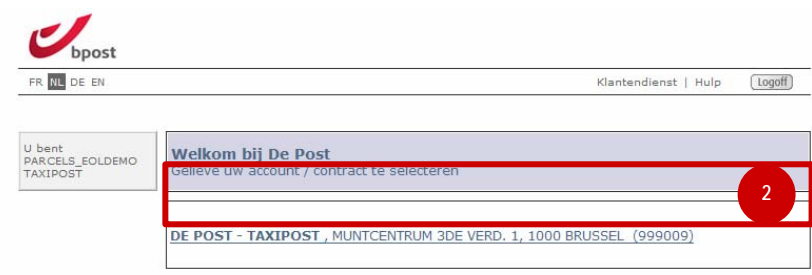 bpost
FR NL DE EN
Klantendienst | Hulp Logoff
U bent
PARCELS_EOLDEMO
TAXIPOST
Welkom bij De Post
Gelieve uw account / contract te selecteren
2
DE POST - TAXIPOST , MUNTCENTRUM 3DE VERD. 1, 1000 BRUSSEL (999009)